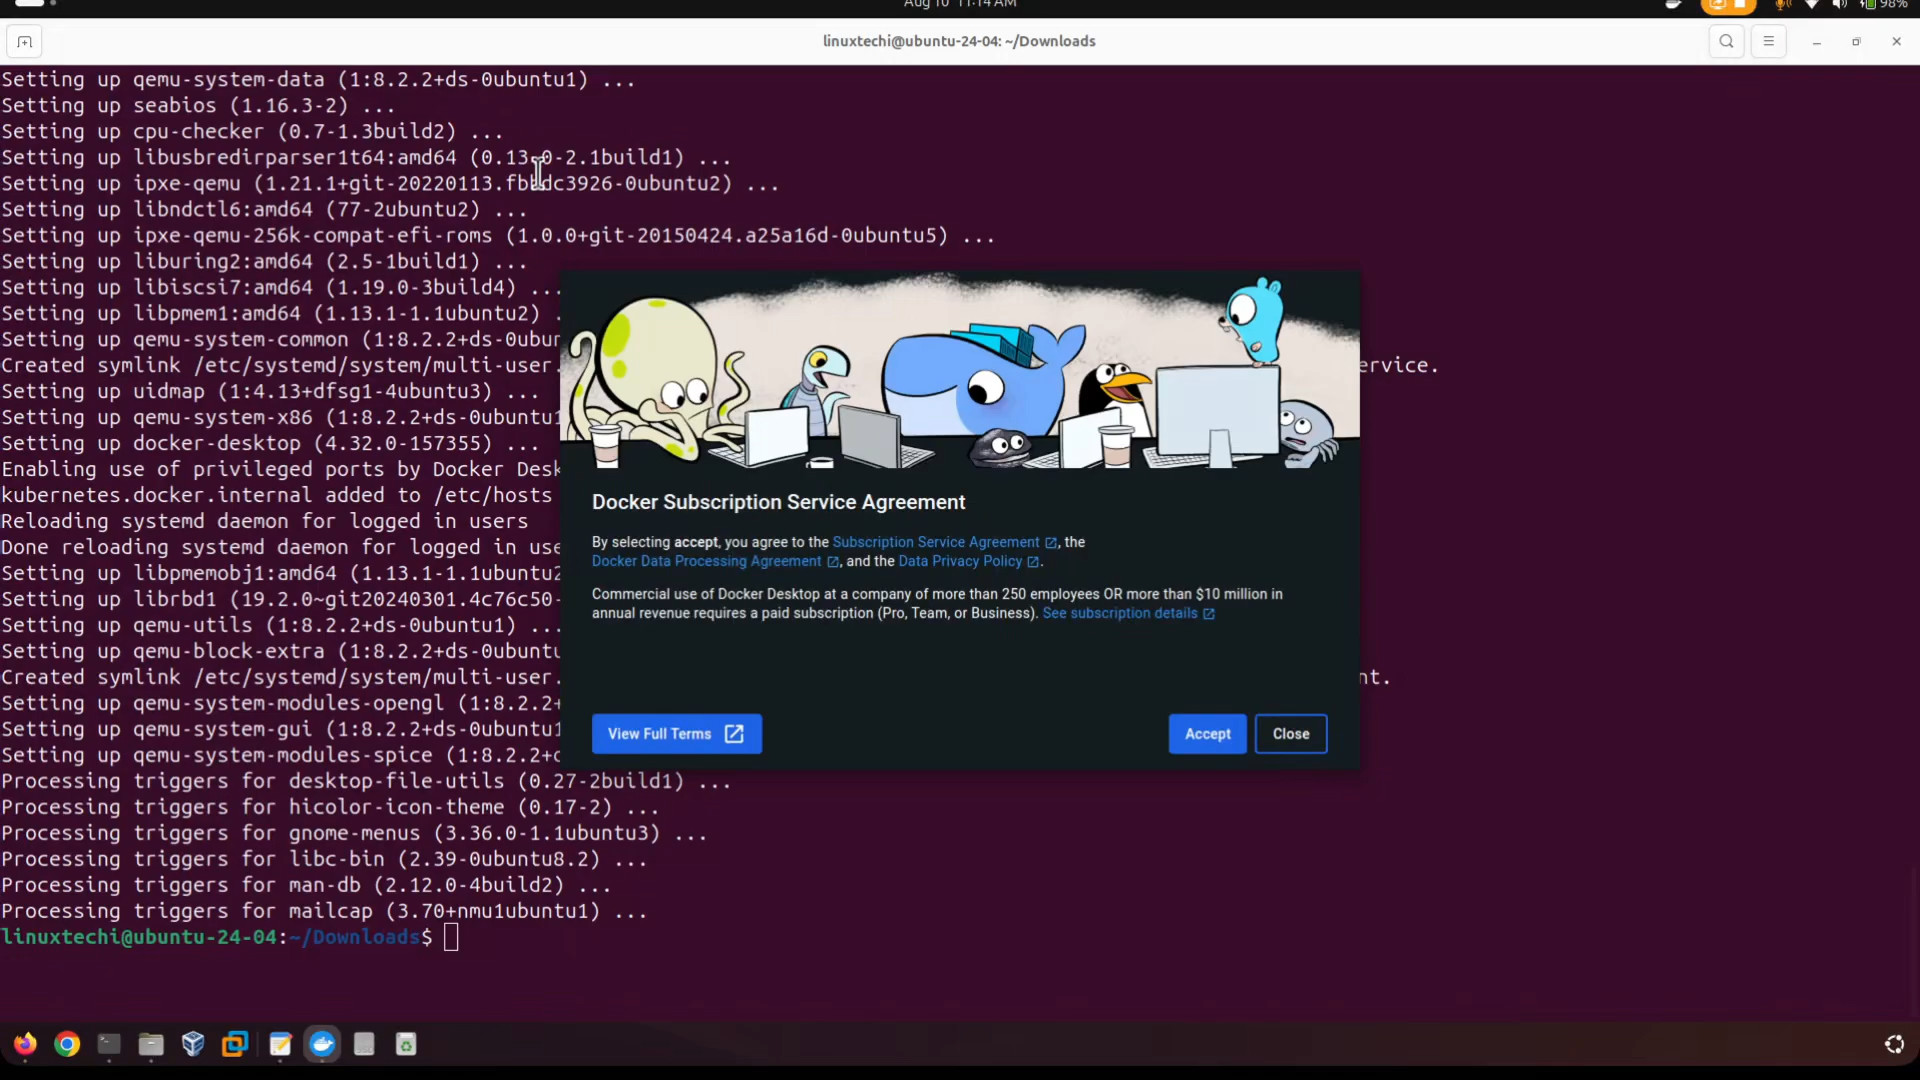 Aug 10 11:14 AM
98%
linuxtechi@ubuntu-24-04: ~/Downloads
Setting up qemu-system-data (1:8.2.2+ds-0ubuntu1) ...
Setting up seabios (1.16.3-2) ...
Setting up cpu-checker (0.7-1.3build2) ...
Setting up libusbredirparser1t64:amd64 (0.13.0-2.1build1) ...
Setting up ipxe-qemu (1.21.1+git-20220113.fbbdc3926-0ubuntu2) ...
Setting up libndctl6:amd64 (77-2ubuntu2) ...
Setting up ipxe-qemu-256k-compat-efi-roms (1.0.0+git-20150424.a25a16d-0ubuntu5) ...
Setting up liburing2:amd64 (2.5-1build1) ...
Setting up libiscsi7:amd64 (1.19.0-3build4) ...
Setting up libpmem1:amd64 (1.13.1-1.1ubuntu2) .
Setting up qemu-system-common (1:8.2.2+ds-0ubun
Created symlink /etc/systemd/system/multi-user. ervice.
Setting up uidmap (1:4.13+dfsg1-4ubuntu3) ...
Setting up qemu-system-x86 (1:8.2.2+ds-0ubuntu1
Setting up docker-desktop (4.32.0-157355) ...
Enabling use of privileged ports by Docker Desk
kubernetes.docker.internal added to /etc/hosts
Reloading systemd daemon for logged in users
Done reloading systemd daemon for logged in use
Setting up libpmemobj1:amd64 (1.13.1-1.1ubuntu2
Setting up librbd1 (19.2.0~git20240301.4c76c50-
Setting up qemu-utils (1:8.2.2+ds-0ubuntu1) ...
Setting up qemu-block-extra (1:8.2.2+ds-0ubuntu
Created symlink /etc/systemd/system/multi-user. nt.
Setting up qemu-system-modules-opengl (1:8.2.2+
Setting up qemu-system-gui (1:8.2.2+ds-0ubuntu1
Setting up qemu-system-modules-spice (1:8.2.2+d
Processing triggers for desktop-file-utils (0.27-2build1) ...
Processing triggers for hicolor-icon-theme (0.17-2) ...
Processing triggers for gnome-menus (3.36.0-1.1ubuntu3) ...
Processing triggers for libc-bin (2.39-0ubuntu8.2) ...
Processing triggers for man-db (2.12.0-4build2) ...
Processing triggers for mailcap (3.70+nmu1ubuntu1) ...
linuxtechi@ubuntu-24-04:~/Downloads$
Docker Subscription Service Agreement
By selecting accept, you agree to the Subscription Service Agreement, the
Docker Data Processing Agreement, and the Data Privacy Policy.
Commercial use of Docker Desktop at a company of more than 250 employees OR more than $10 million in
annual revenue requires a paid subscription (Pro, Team, or Business). See subscription details
View Full Terms
Accept
Close